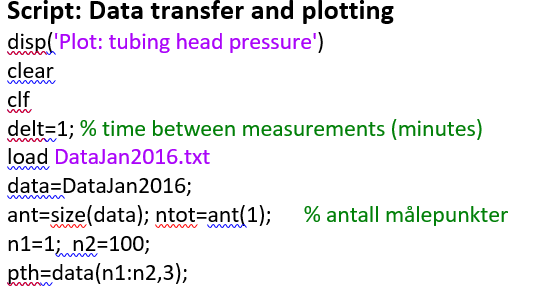 Script: Data transfer and plotting
disp('Plot: tubing head pressure')
clear
clf
delt=1; % time between measurements (minutes)
load DataJan2016.txt
data=DataJan2016;
ant=size(data); ntot=ant(1); % antall målepunkter
n1=1; n2=100;
pth=data(n1:n2,3);